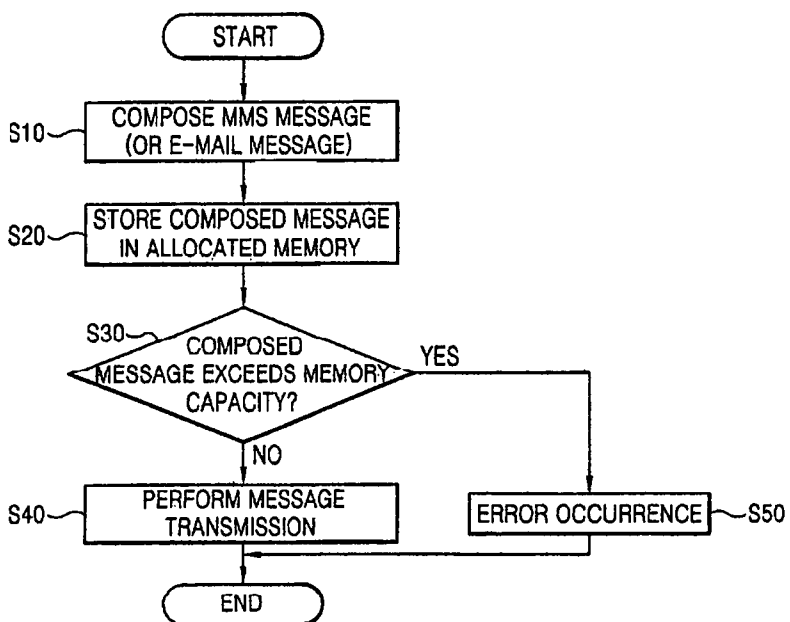 START
S10
COMPOSE MMS MESSAGE
(OR E-MAIL MESSAGE)
S20
STORE COMPOSED MESSAGE
IN ALLOCATED MEMORY
S30
COMPOSED
MESSAGE EXCEEDS MEMORY
CAPACITY?
YES
NO
S40
PERFORM MESSAGE
TRANSMISSION
ERROR OCCURRENCE
S50
END